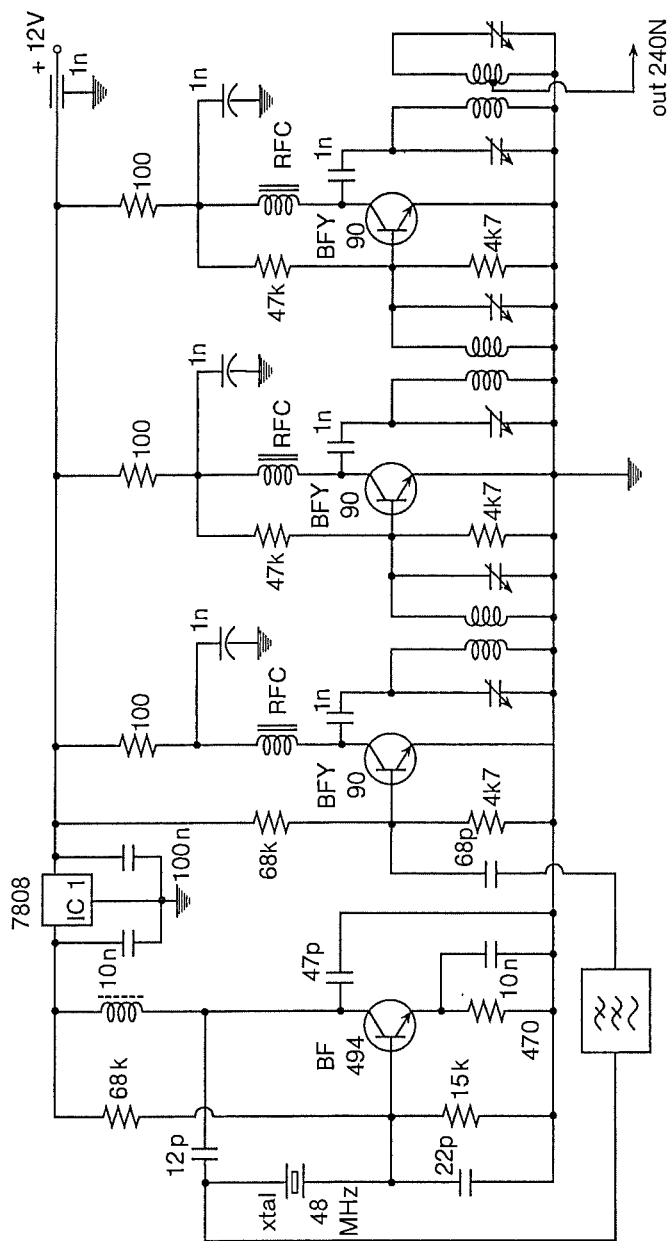 7808
IC 1
+ 12V
1n
10n
100n
68k
68k
100
1n
100
1n
100
1n
RFC
RFC
RFC
47k
47k
12p
47p
1n
1n
1n
BF
494
BFY
90
BFY
90
BFY
90
xtal
48
MHz
15k
10n
470
22p
68p
4k7
4k7
4k7
out 240N